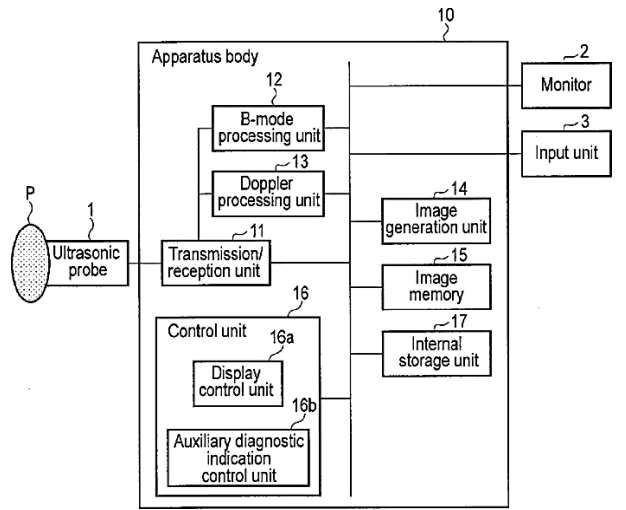 10
Apparatus body
2
Monitor
12
B-mode
processing unit
3
Input unit
13
Doppler
processing unit
P
1
Ultrasonic
probe
11
Transmission/
reception unit
14
Image
generation unit
15
Image
memory
16
Control unit
17
Internal
storage unit
16a
Display
control unit
16b
Auxiliary diagnostic
indication
control unit